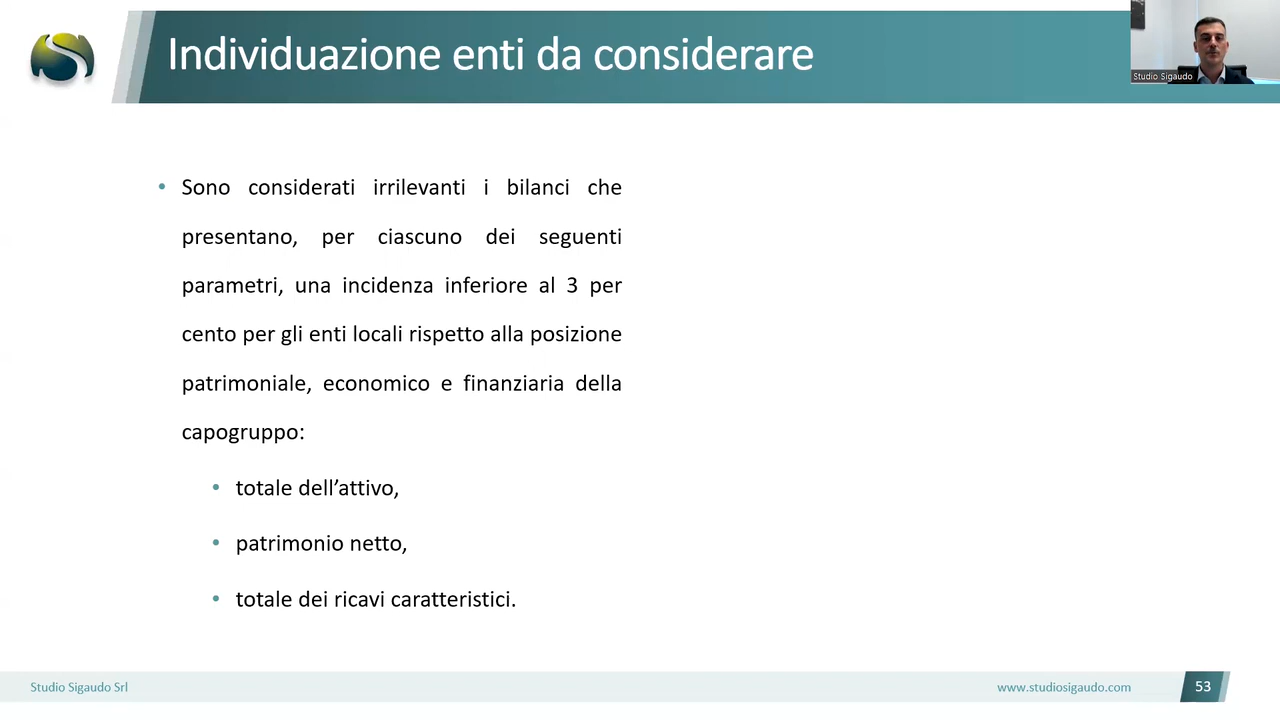 Individuazione enti da considerare
Studio Sigaudo
• Sono considerati irrilevanti i bilanci che
presentano, per ciascuno dei seguenti
parametri, una incidenza inferiore al 3 per
cento per gli enti locali rispetto alla posizione
patrimoniale, economico e finanziaria della
capogruppo:
• totale dell’attivo,
• patrimonio netto,
• totale dei ricavi caratteristici.
Studio Sigaudo Srl
www.studiosigaudo.com
53